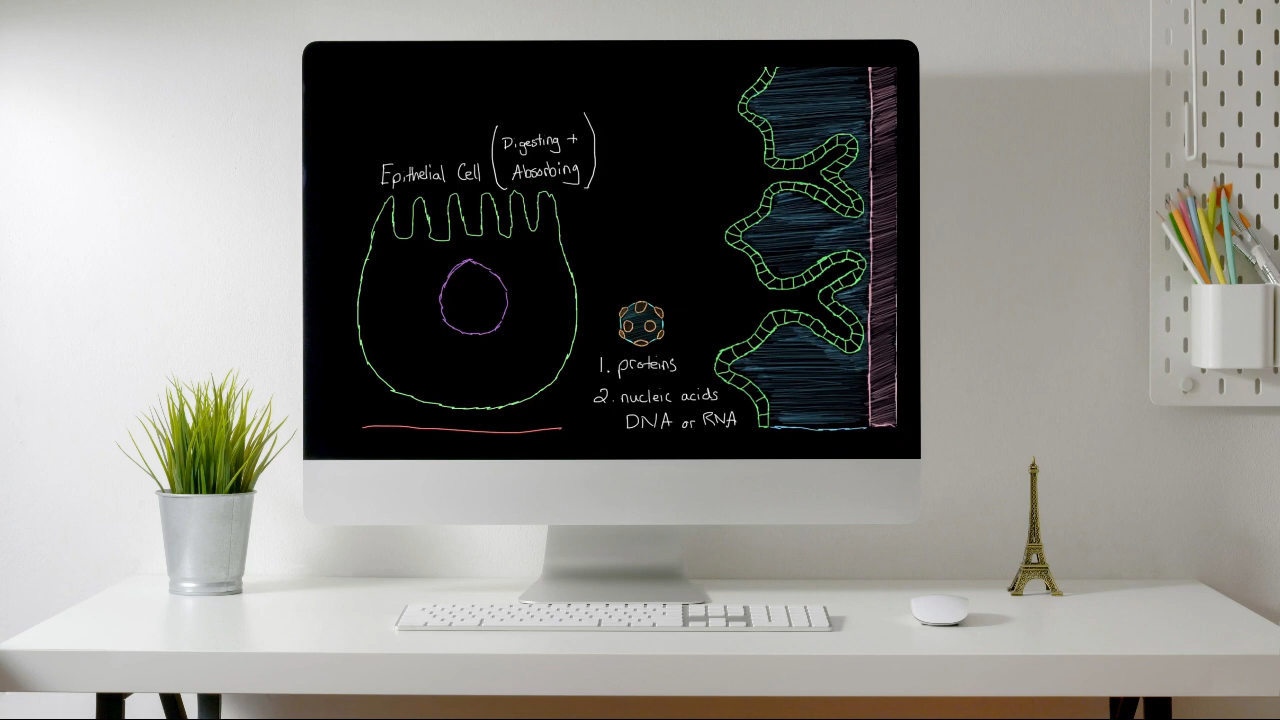 Epithelial Cell (Digesting +
Absorbing)
1. proteins
2. nucleic acids
DNA or RNA